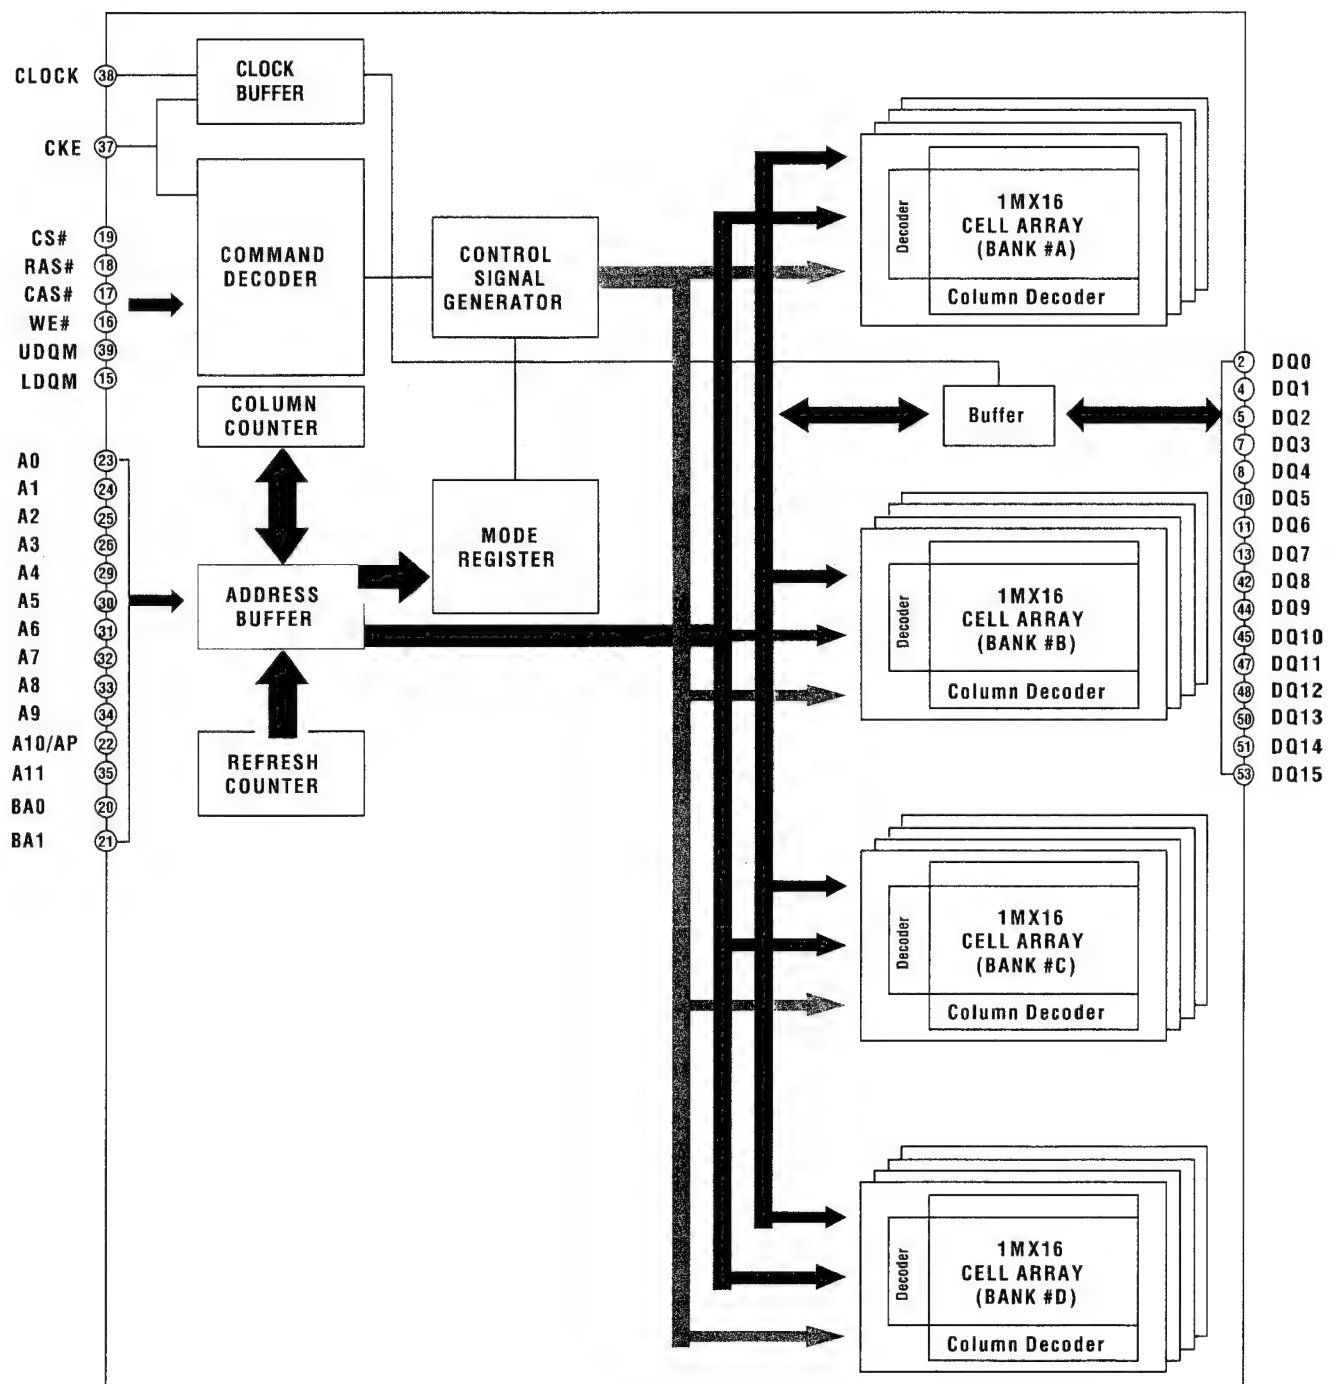 CLOCK 38
CLOCK
BUFFER
CKE 37
COMMAND
DECODER
CONTROL
SIGNAL
GENERATOR
CS# 19
RAS# 18
CAS# 17
WE# 16
UDQM 39
LDQM 15
COLUMN
COUNTER
A0 23
A1 24
A2 25
A3 26
A4 29
A5 30
A6 31
A7 32
A8 33
A9 34
A10/AP 22
A11 35
BA0 20
BA1 21
ADDRESS
BUFFER
MODE
REGISTER
REFRESH
COUNTER
Decoder
1MX16
CELL ARRAY
(BANK #A)
Column Decoder
Buffer
2 DQ0
4 DQ1
5 DQ2
7 DQ3
8 DQ4
10 DQ5
11 DQ6
13 DQ7
42 DQ8
44 DQ9
45 DQ10
47 DQ11
48 DQ12
50 DQ13
51 DQ14
53 DQ15
Decoder
1MX16
CELL ARRAY
(BANK #B)
Column Decoder
Decoder
1MX16
CELL ARRAY
(BANK #C)
Column Decoder
Decoder
1MX16
CELL ARRAY
(BANK #D)
Column Decoder